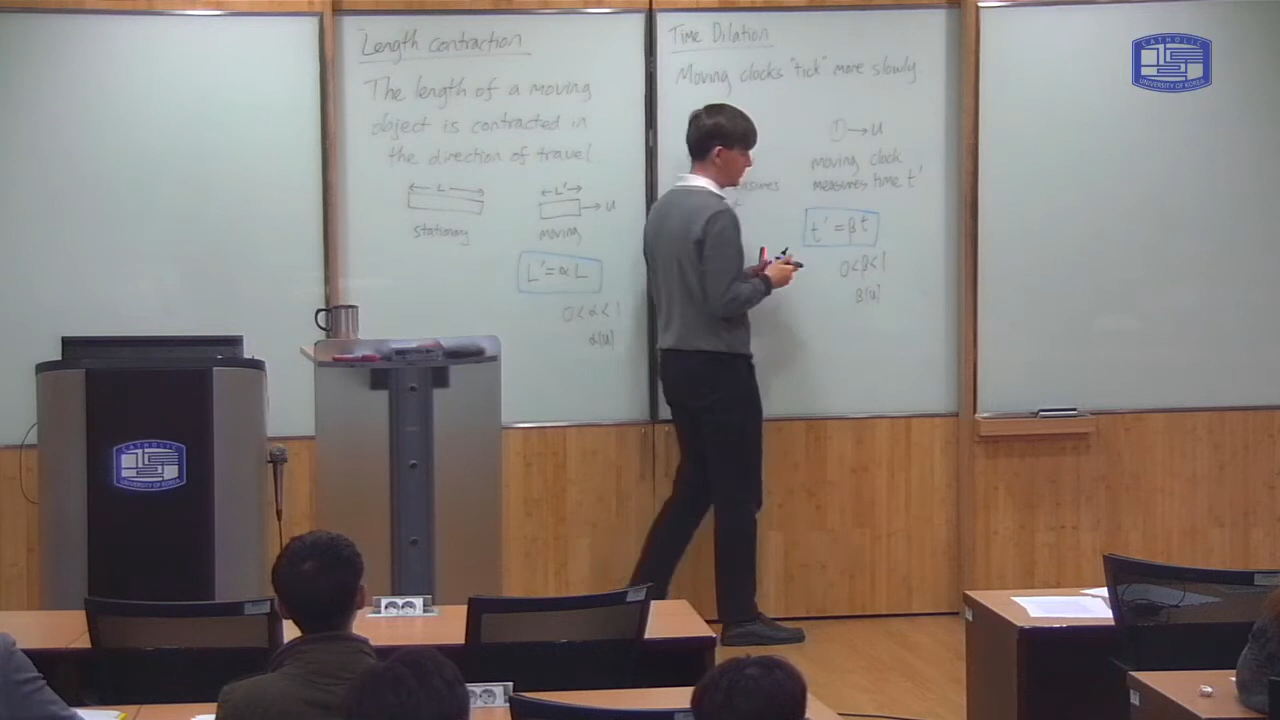 Length contraction
The length of a moving
object is contracted in
the direction of travel.
L
stationary
L'
u
moving
L' = α L
0 < α < 1
α(u)
Time Dilation
Moving clocks "tick" more slowly
u
moving clock
measures time t'
t' = β t
0 < β < 1
β(u)
CATHOLIC
UNIVERSITY OF KOREA
CATHOLIC
UNIVERSITY OF KOREA